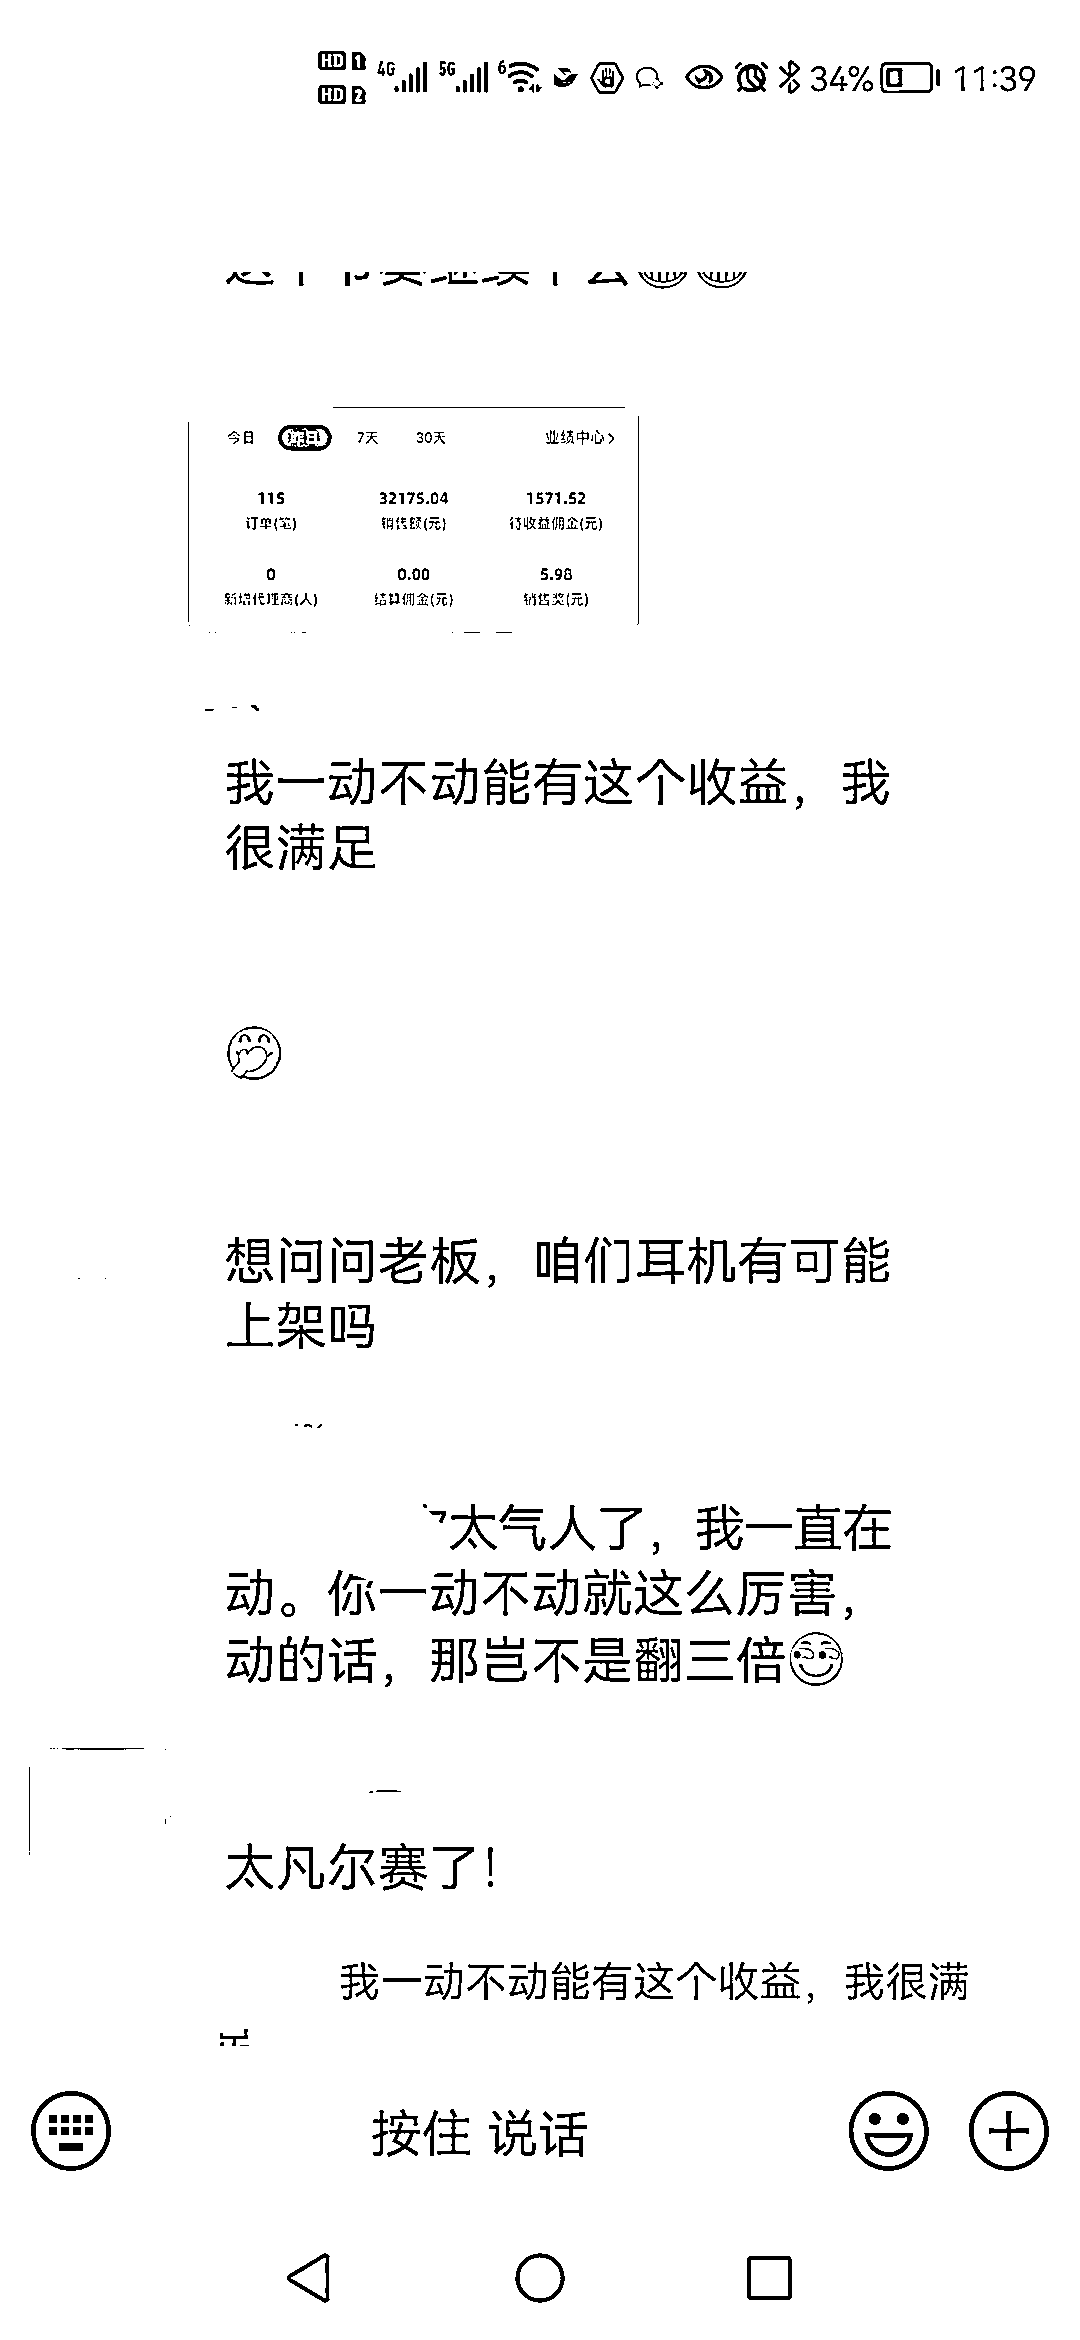 HD 1 4G 5G 6 34% 11:39
HD 2
今日 昨日 7天 30天 业绩中心>
115 32175.04 1571.52
订单(笔) 销售额(元) 待收益佣金(元)
0 0.00 5.98
新增代理商(人) 结算佣金(元) 销售奖(元)
我一动不动能有这个收益，我
很满足
想问问老板，咱们耳机有可能
上架吗
太气人了，我一直在
动。你一动不动就这么厉害，
动的话，那岂不是翻三倍
太凡尔赛了！
我一动不动能有这个收益，我很满
按住 说话